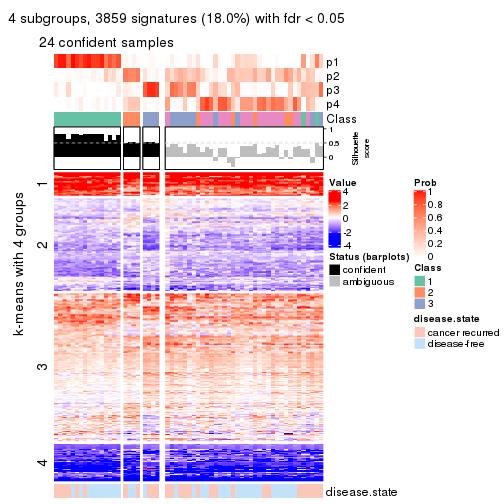 4 subgroups, 3859 signatures (18.0%) with fdr < 0.05
24 confident samples
p1
p2
p3
p4
Class
1
0.5
0
Silhouette
score
k-means with 4 groups
1
2
3
4
disease.state
Value
4
2
0
-2
-4
Status (barplots)
confident
ambiguous
Prob
1
0.8
0.6
0.4
0.2
0
Class
1
2
3
disease.state
cancer recurred
disease-free